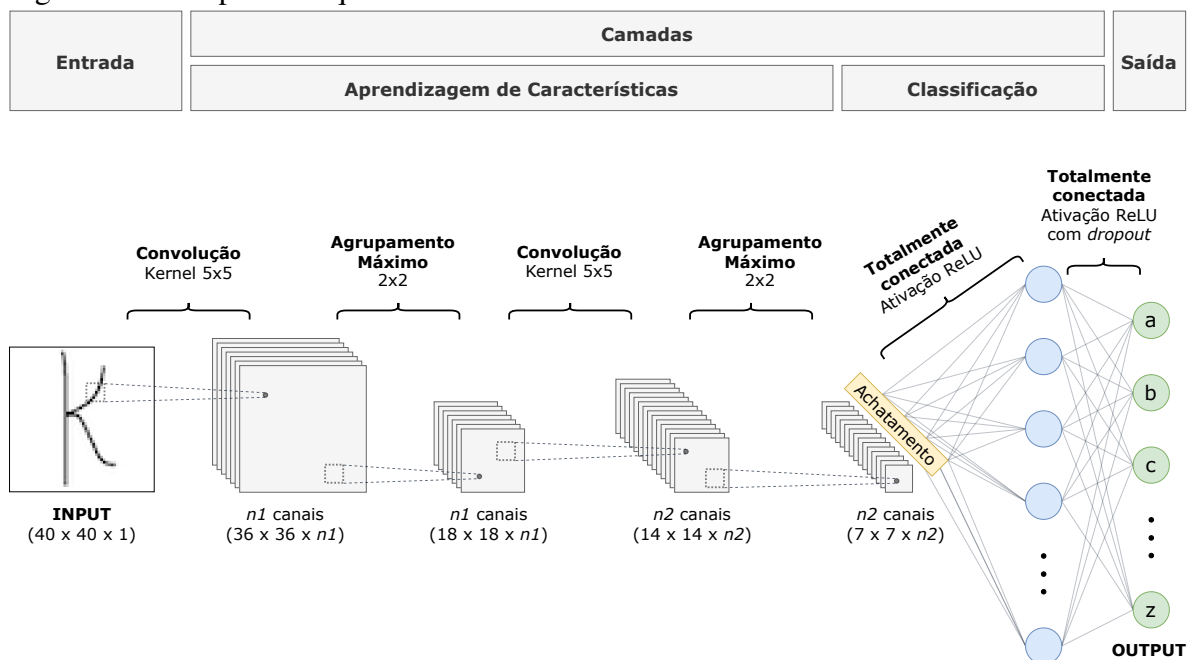 Entrada
Camadas
Saída
Aprendizagem de Características
Classificação
Convolução
Kernel 5x5
Agrupamento
Máximo
2x2
Convolução
Kernel 5x5
Agrupamento
Máximo
2x2
Totalmente
conectada
Ativação ReLU
Totalmente
conectada
Ativação ReLU
com dropout
Achatamento
a
b
c
z
INPUT
(40 x 40 x 1)
n1 canais
(36 x 36 x n1)
n1 canais
(18 x 18 x n1)
n2 canais
(14 x 14 x n2)
n2 canais
(7 x 7 x n2)
OUTPUT